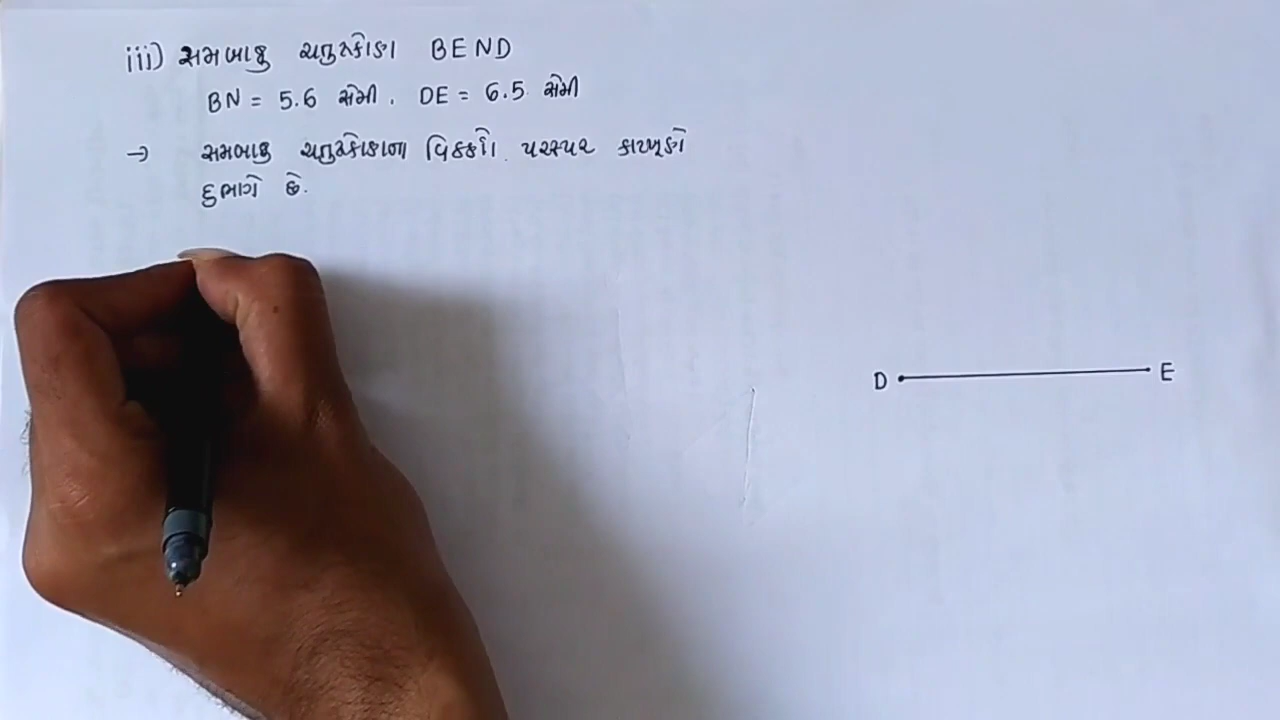 iii) સમબાજુ ચતુષ્કોણ BEND
BN = 5.6 સેમી. DE = 6.5 સેમી
→ સમબાજુ ચતુષ્કોણના વિકર્ણો પરસ્પર કાટખૂણે
દુભાગે છે.
D E